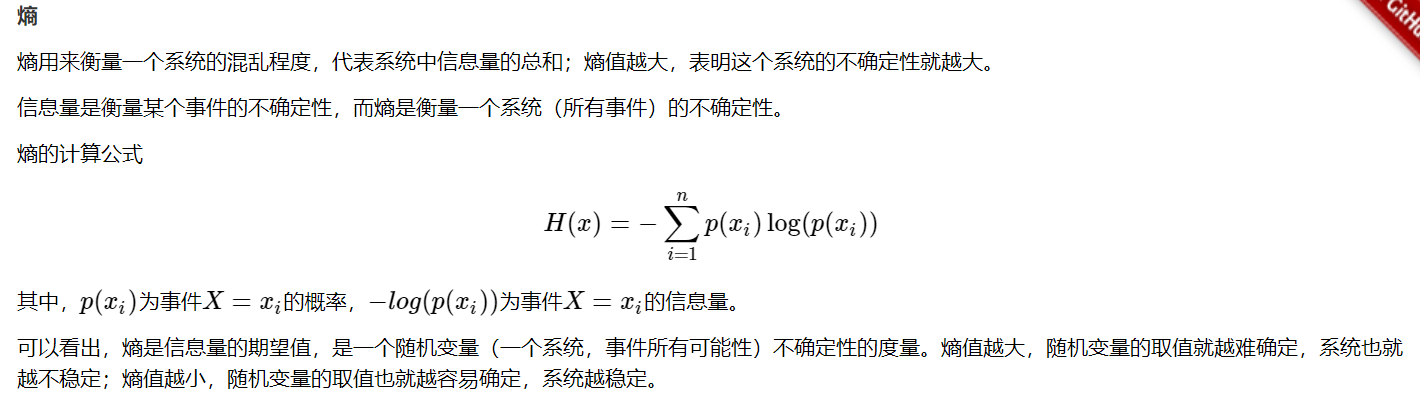 熵
熵用来衡量一个系统的混乱程度，代表系统中信息量的总和；熵值越大，表明这个系统的不确定性就越大。
信息量是衡量某个事件的不确定性，而熵是衡量一个系统（所有事件）的不确定性。
熵的计算公式
H(x) = −∑_{i=1}^{n} p(x_i) log(p(x_i))
其中，p(x_i)为事件X = x_i的概率，−log(p(x_i))为事件X = x_i的信息量。
可以看出，熵是信息量的期望值，是一个随机变量（一个系统，事件所有可能性）不确定性的度量。熵值越大，随机变量的取值就越难确定，系统也就
越不稳定；熵值越小，随机变量的取值也就越容易确定，系统越稳定。